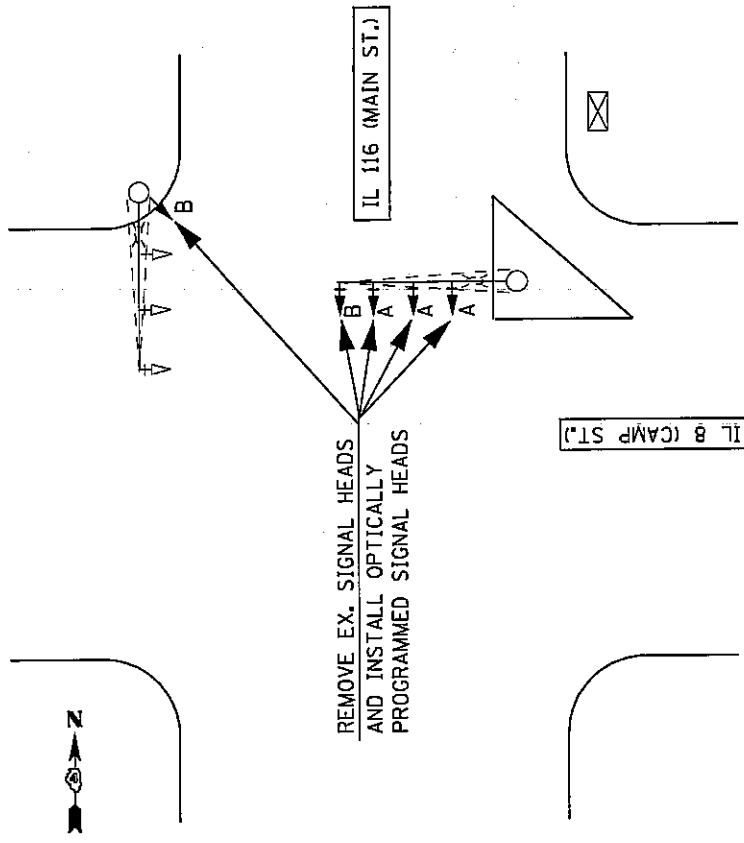 N
B
IL 116 (MAIN ST.)
B
A
A
A
REMOVE EX. SIGNAL HEADS
AND INSTALL OPTICALLY
PROGRAMMED SIGNAL HEADS
IL 8 (CAMP ST.)